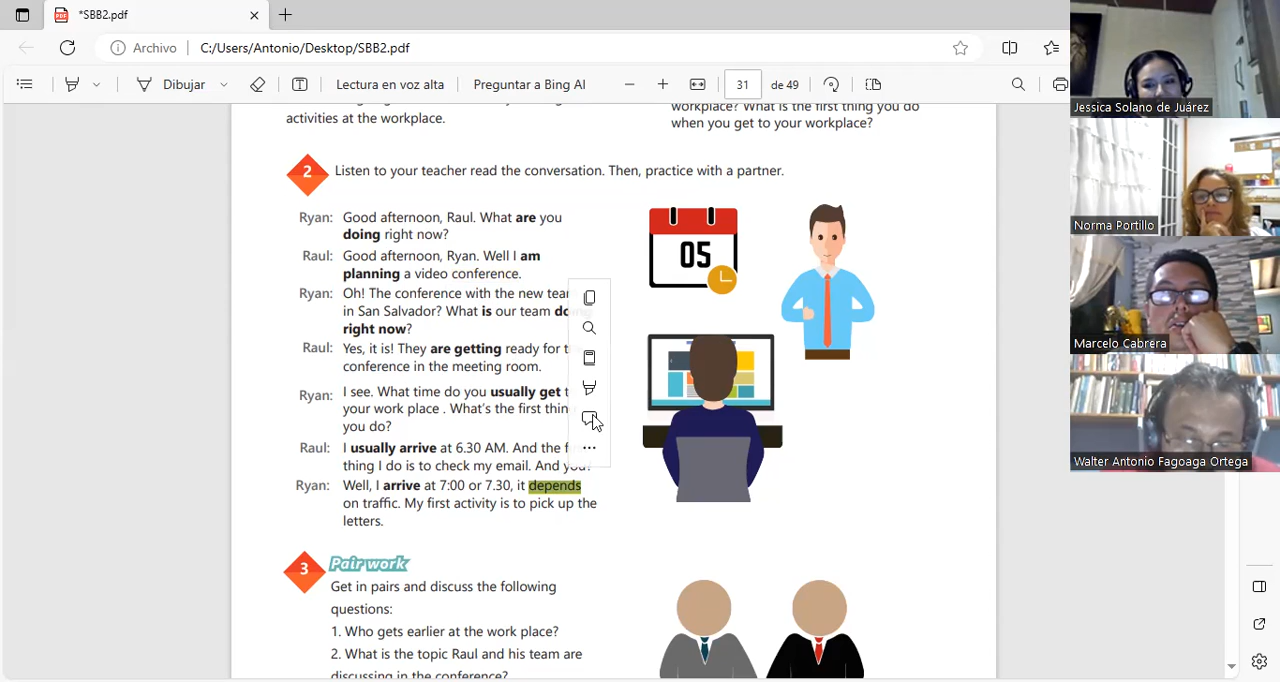 *SBB2.pdf
Archivo
C:/Users/Antonio/Desktop/SBB2.pdf
Dibujar
Lectura en voz alta
Preguntar a Bing AI
31
de 49
activities at the workplace.
workplace? What is the first thing you do
when you get to your workplace?
2
Listen to your teacher read the conversation. Then, practice with a partner.
Ryan: Good afternoon, Raul. What are you
doing right now?
Raul: Good afternoon, Ryan. Well I am
planning a video conference.
Ryan: Oh! The conference with the new
in San Salvador? What is our team
right now?
Raul: Yes, it is! They are getting ready for
conference in the meeting room.
Ryan: I see. What time do you usually get
your work place . What's the first
you do?
Raul: I usually arrive at 6.30 AM. And the
thing I do is to check my email. And you?
Ryan: Well, I arrive at 7:00 or 7.30, it depends
on traffic. My first activity is to pick up the
letters.
05
3
Pair work
Get in pairs and discuss the following
questions:
1. Who gets earlier at the work place?
2. What is the topic Raul and his team are
discussing in the conference?
Jessica Solano de Juárez
Norma Portillo
Marcelo Cabrera
Walter Antonio Fagoaga Ortega